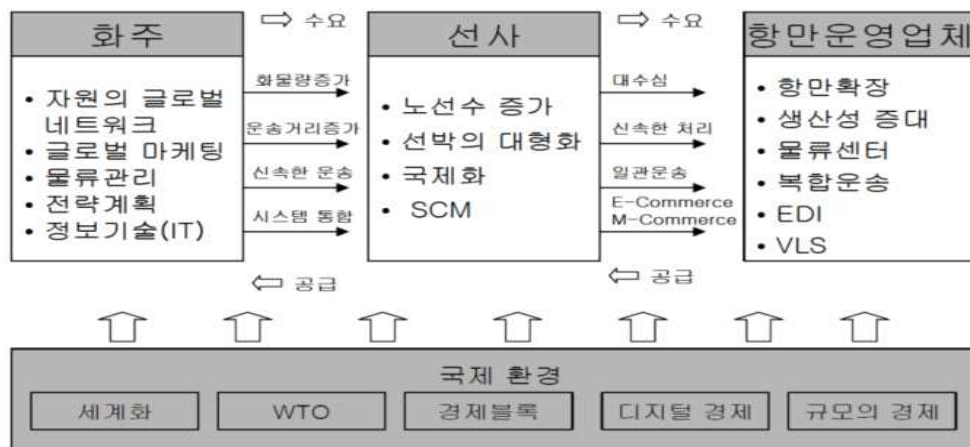 ⇨ 수요
⇨ 수요
화주
선사
항만운영업체
• 자원의 글로벌
네트워크
• 글로벌 마케팅
• 물류관리
• 전략계획
• 정보기술(IT)
화물량증가
운송거리증가
신속한 운송
시스템 통합
• 노선수 증가
• 선박의 대형화
• 국제화
• SCM
대수심
신속한 처리
일관운송
E-Commerce
M-Commerce
• 항만확장
• 생산성 증대
• 물류센터
• 복합운송
• EDI
• VLS
⇦ 공급
⇦ 공급
국제 환경
세계화
WTO
경제블록
디지털 경제
규모의 경제